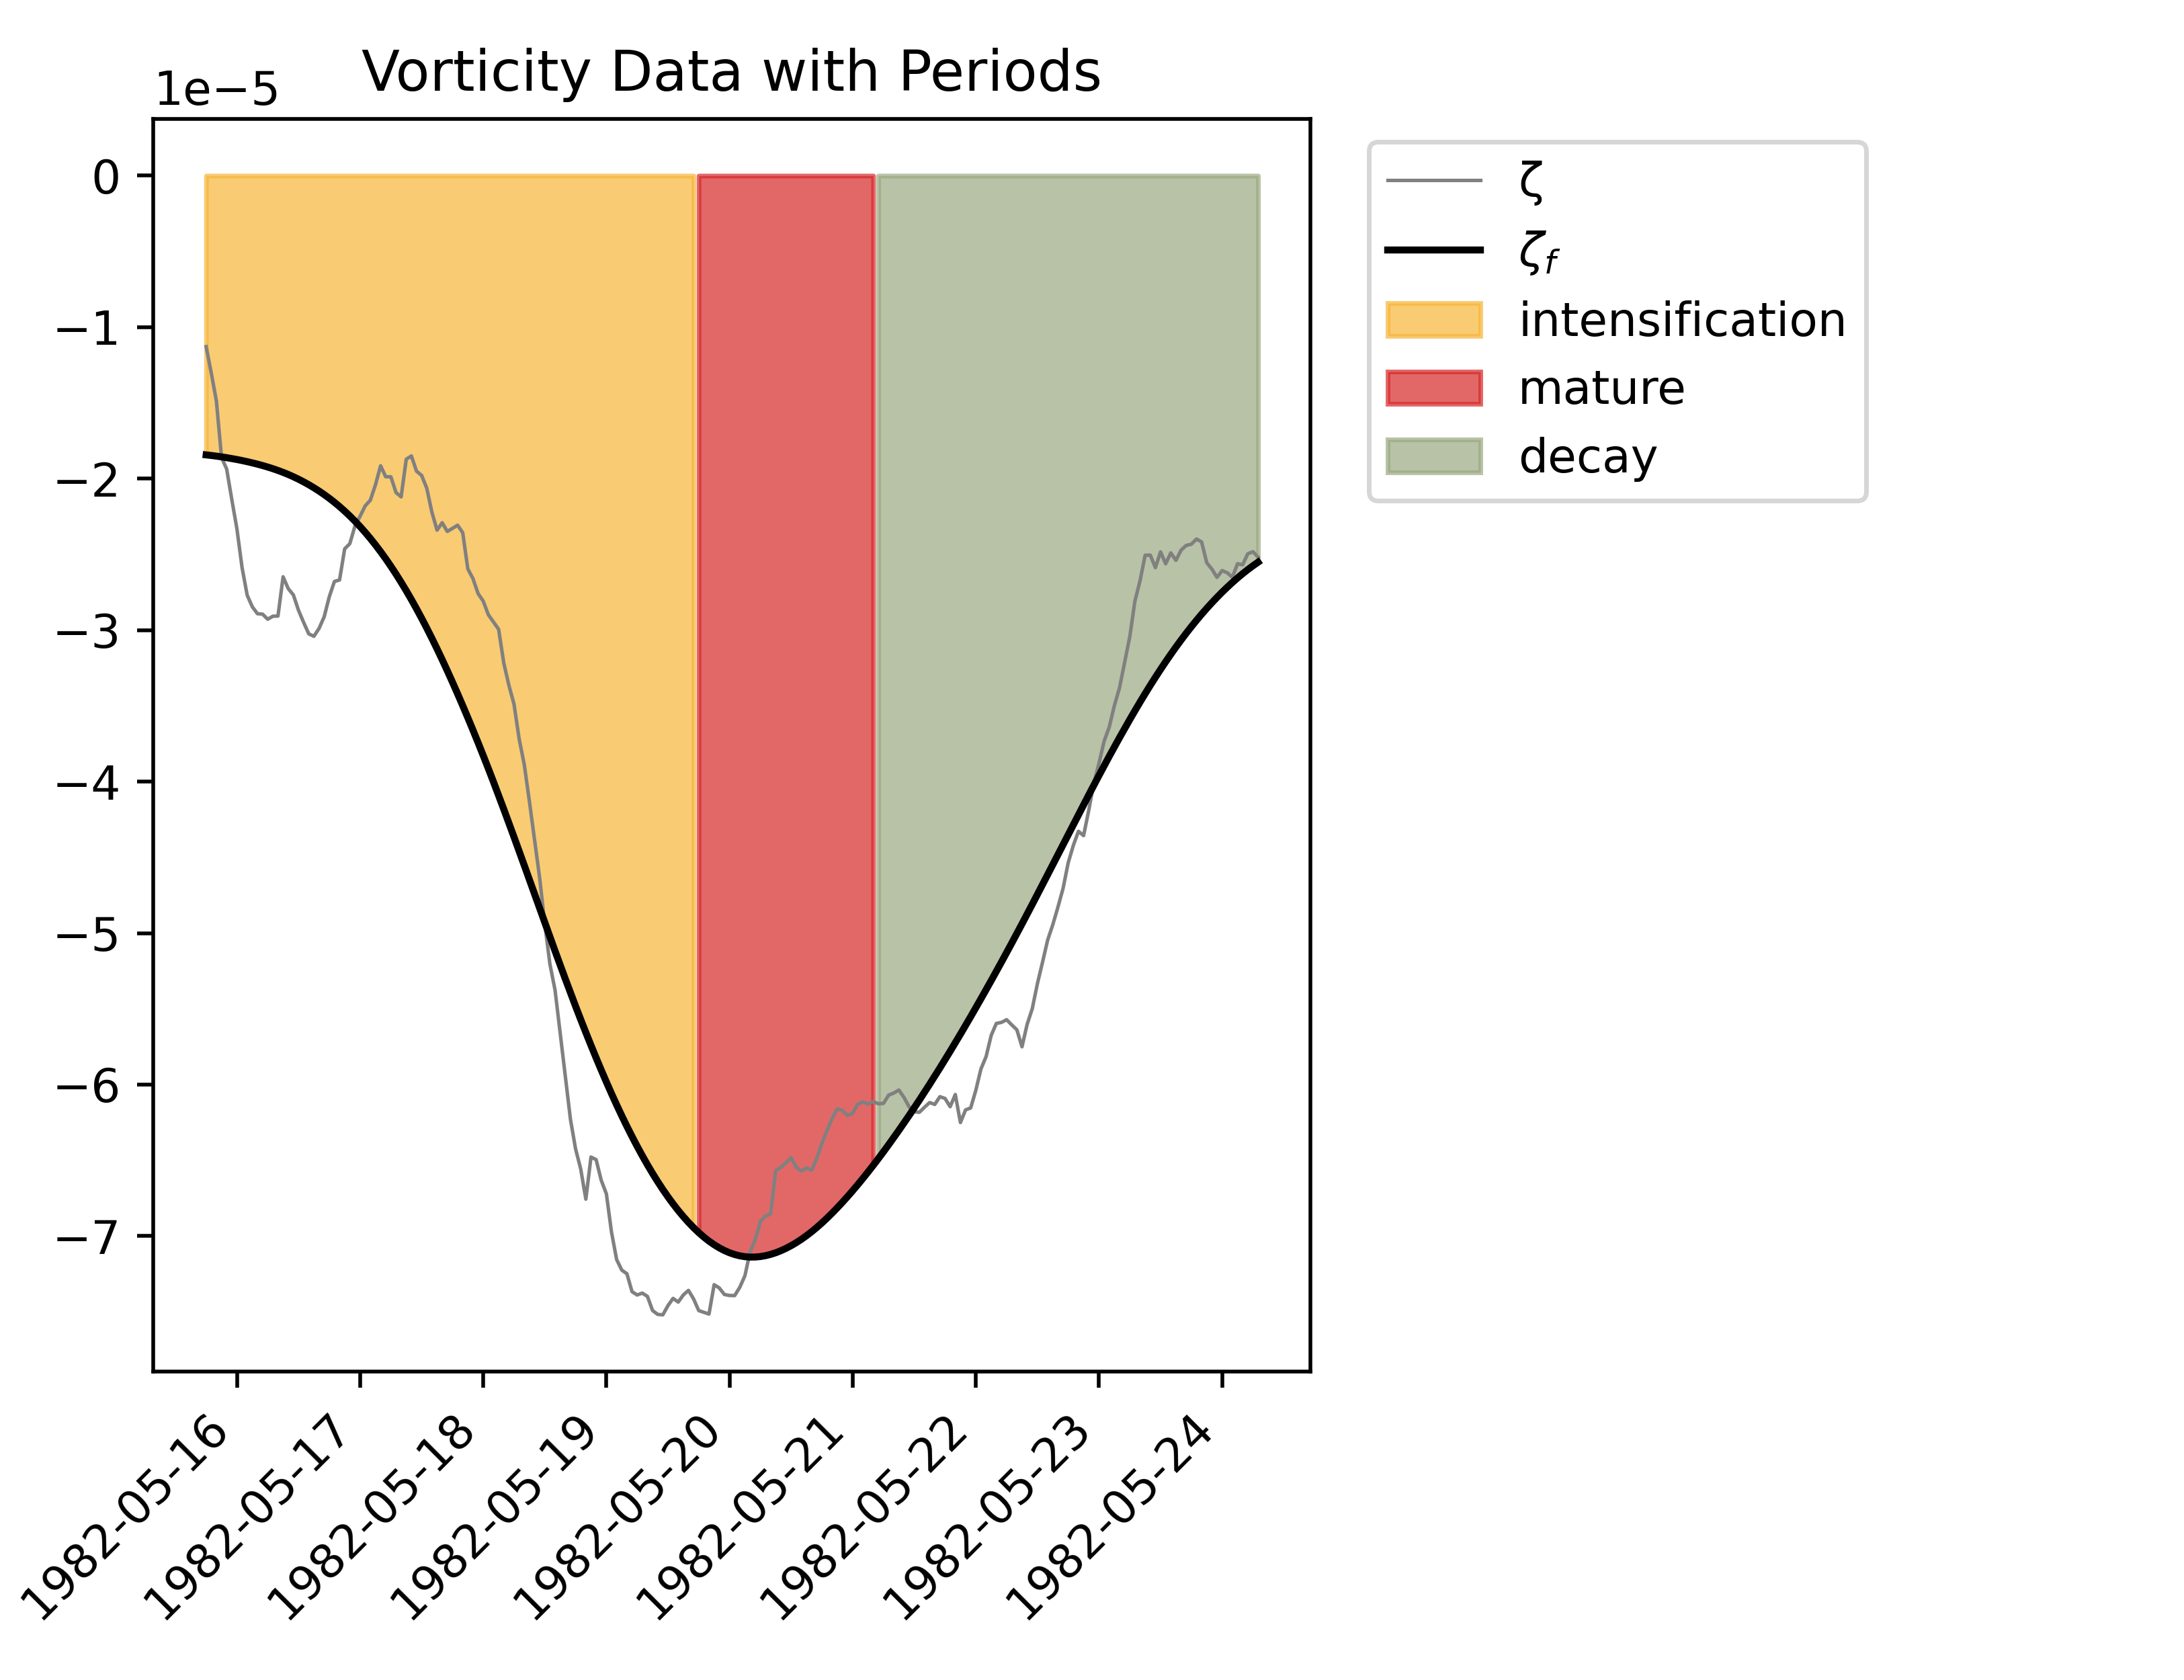 Vorticity Data with Periods
1e−5
0
−1
−2
−3
−4
−5
−6
−7
1982-05-16
1982-05-17
1982-05-18
1982-05-19
1982-05-20
1982-05-21
1982-05-22
1982-05-23
1982-05-24
ζ
ζf
intensification
mature
decay